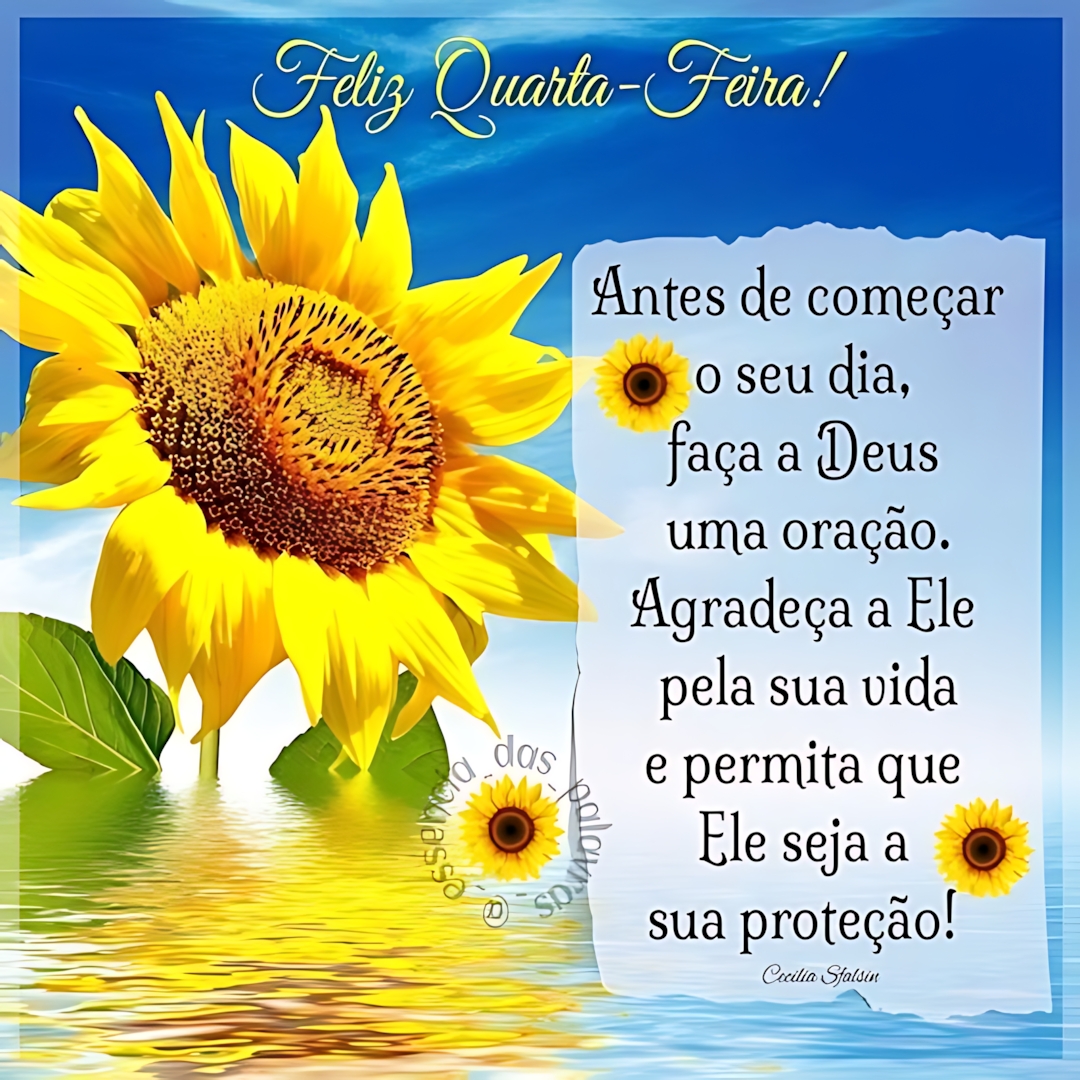 Feliz Quarta-Feira!
Antes de começar
o seu dia,
faça a Deus
uma oração.
Agradeça a Ele
pela sua vida
e permita que
Ele seja a
sua proteção!
Cecilia Sfalsin
@_essencia_das_palavras